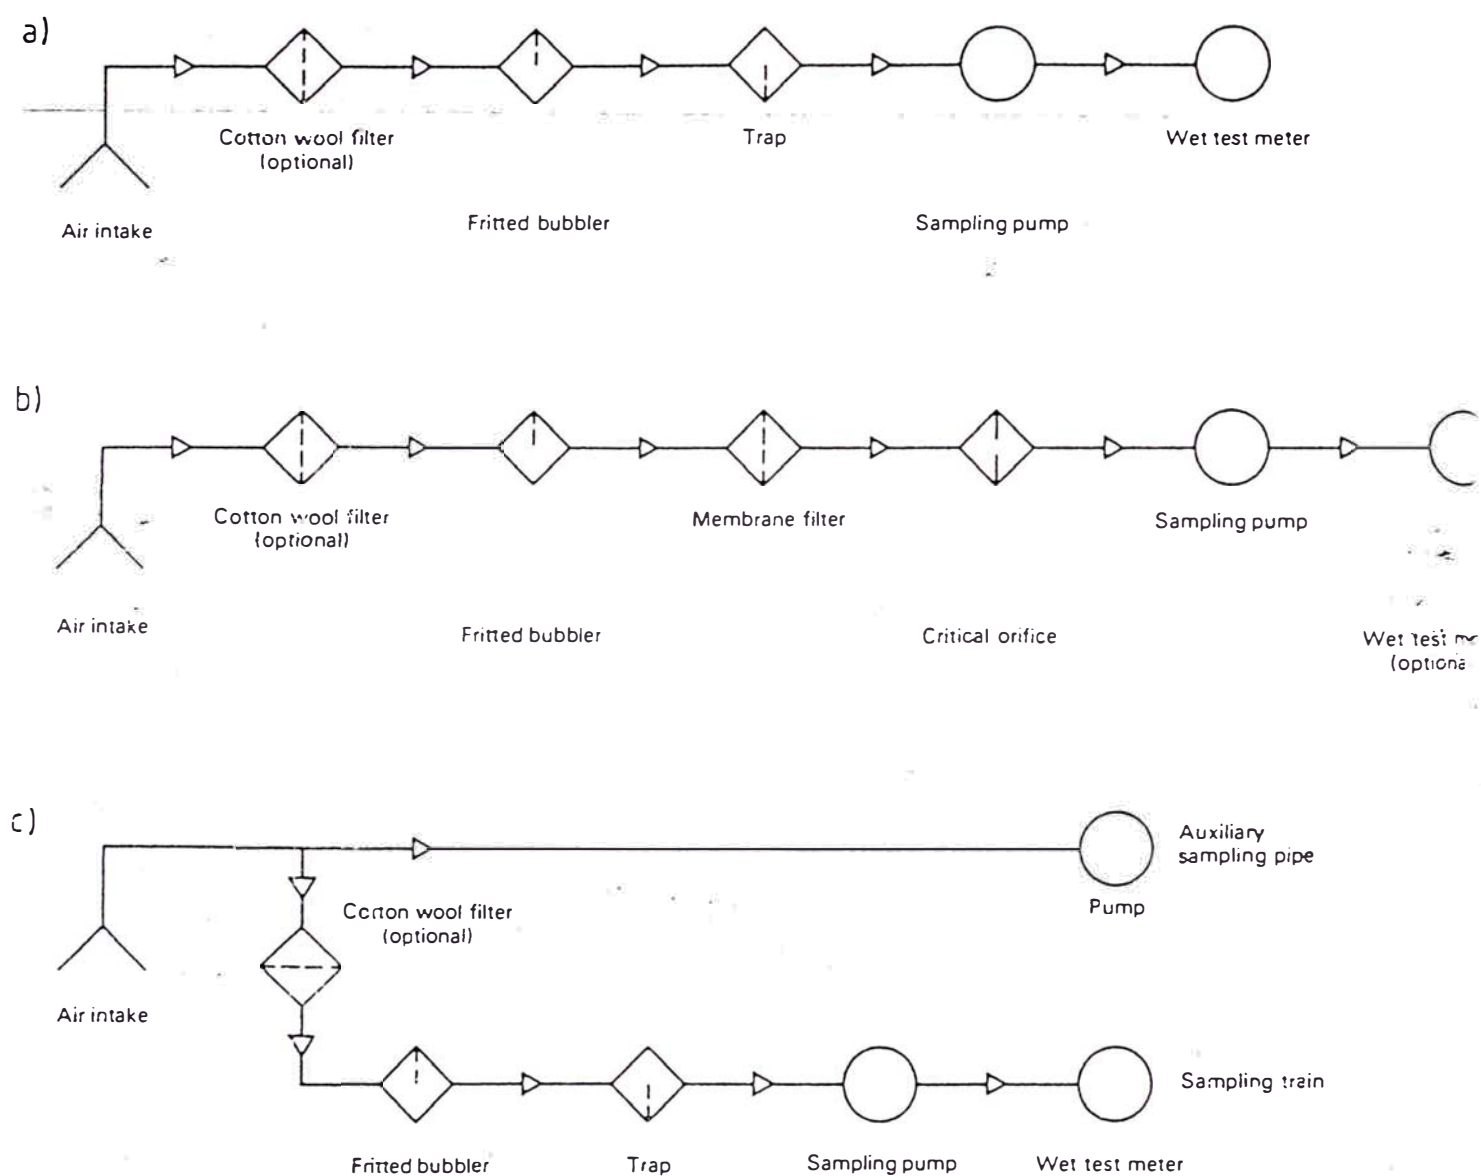 a)
Cotton wool filter
(optional)
Trap
Wet test meter
Air intake
Fritted bubbler
Sampling pump
b)
Cotton wool filter
(optional)
Membrane filter
Sampling pump
Air intake
Fritted bubbler
Critical orifice
Wet test
c)
Auxiliary
sampling pipe
Pump
Cotton wool filter
(optional)
Air intake
Sampling train
Fritted bubbler
Trap
Sampling pump
Wet test meter